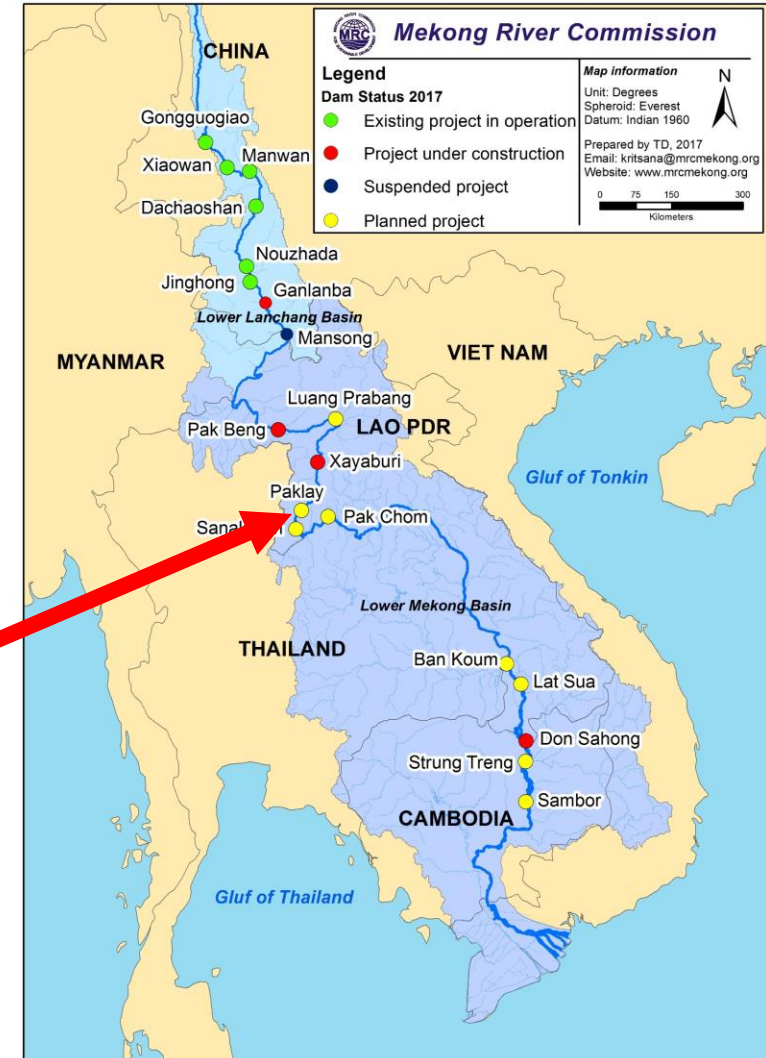 MRC
Mekong River Commission
Legend
Dam Status 2017
Existing project in operation
Project under construction
Suspended project
Planned project
Map information
Unit: Degrees
Spheroid: Everest
Datum: Indian 1960
Prepared by TD, 2017
Email: kritsana@mrcmekong.org
Website: www.mrcmekong.org
N
0 75 150 300
Kilometers
CHINA
Gongguogiao
Xiaowan
Manwan
Dachaoshan
Nouzhada
Jinghong
Ganlanba
Lower Lanchang Basin
Mansong
MYANMAR
VIET NAM
Luang Prabang
Pak Beng
LAO PDR
Xayaburi
Gluf of Tonkin
Paklay
Pak Chom
Lower Mekong Basin
THAILAND
Ban Koum
Lat Sua
Don Sahong
Strung Treng
Sambor
CAMBODIA
Gluf of Thailand